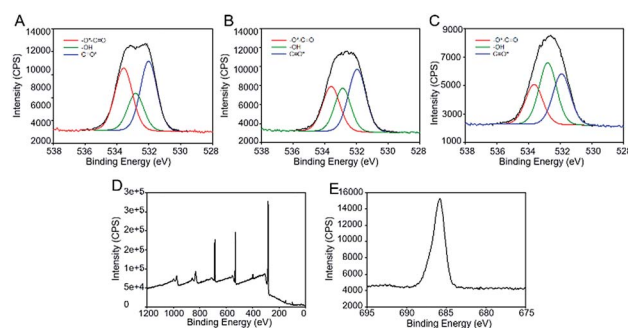 A
14000
12000
10000
8000
6000
4000
2000
Intensity (CPS)
-O*-C=O
-OH
C=O*
538 536 534 532 530 528
Binding Energy (eV)
B
14000
12000
10000
8000
6000
4000
2000
Intensity (CPS)
-O*-C=O
-OH
C=O*
538 536 534 532 530 528
Binding Energy (eV)
C
9000
7000
5000
3000
1000
Intensity (CPS)
-O*-C=O
-OH
C=O*
538 536 534 532 530 528
Binding Energy (eV)
D
3e+5
3e+5
2e+5
2e+5
1e+5
5e+4
0
Intensity (CPS)
1200 1000 800 600 400 200 0
Binding Energy (eV)
E
16000
14000
12000
10000
8000
6000
4000
2000
Intensity (CPS)
695 690 685 680 675
Binding Energy (eV)